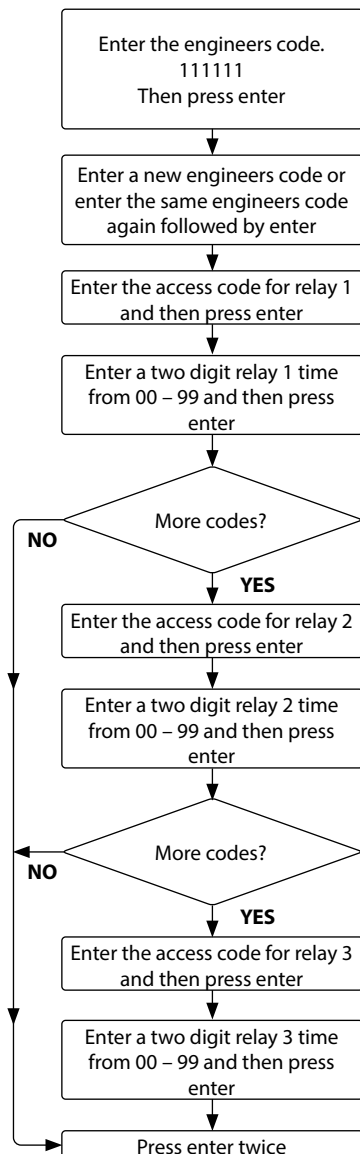 Enter the engineers code.
111111
Then press enter
Enter a new engineers code or
enter the same engineers code
again followed by enter
Enter the access code for relay 1
and then press enter
Enter a two digit relay 1 time
from 00 – 99 and then press
enter
More codes?
NO
YES
Enter the access code for relay 2
and then press enter
Enter a two digit relay 2 time
from 00 – 99 and then press
enter
More codes?
NO
YES
Enter the access code for relay 3
and then press enter
Enter a two digit relay 3 time
from 00 – 99 and then press
enter
Press enter twice